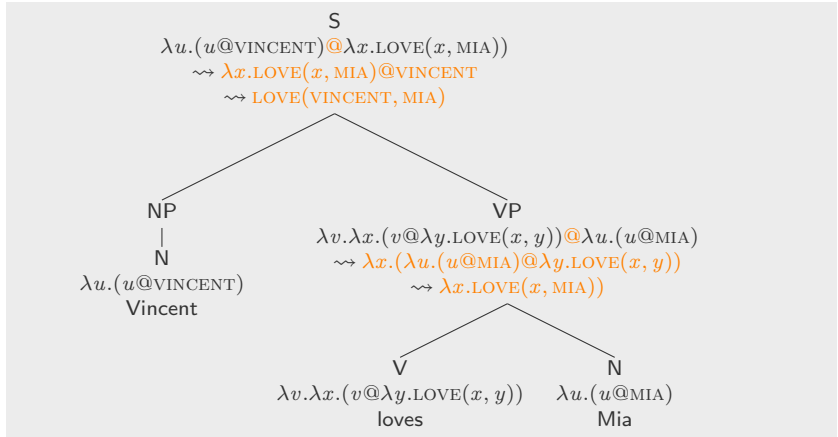 S
λu.(u@VINCENT)@λx.LOVE(x, MIA))
⇝ λx.LOVE(x, MIA)@VINCENT
⇝ LOVE(VINCENT, MIA)
NP
|
N
λu.(u@VINCENT)
Vincent
VP
λv.λx.(v@λy.LOVE(x, y))@λu.(u@MIA)
⇝ λx.(λu.(u@MIA)@λy.LOVE(x, y))
⇝ λx.LOVE(x, MIA))
V
λv.λx.(v@λy.LOVE(x, y))
loves
N
λu.(u@MIA)
Mia